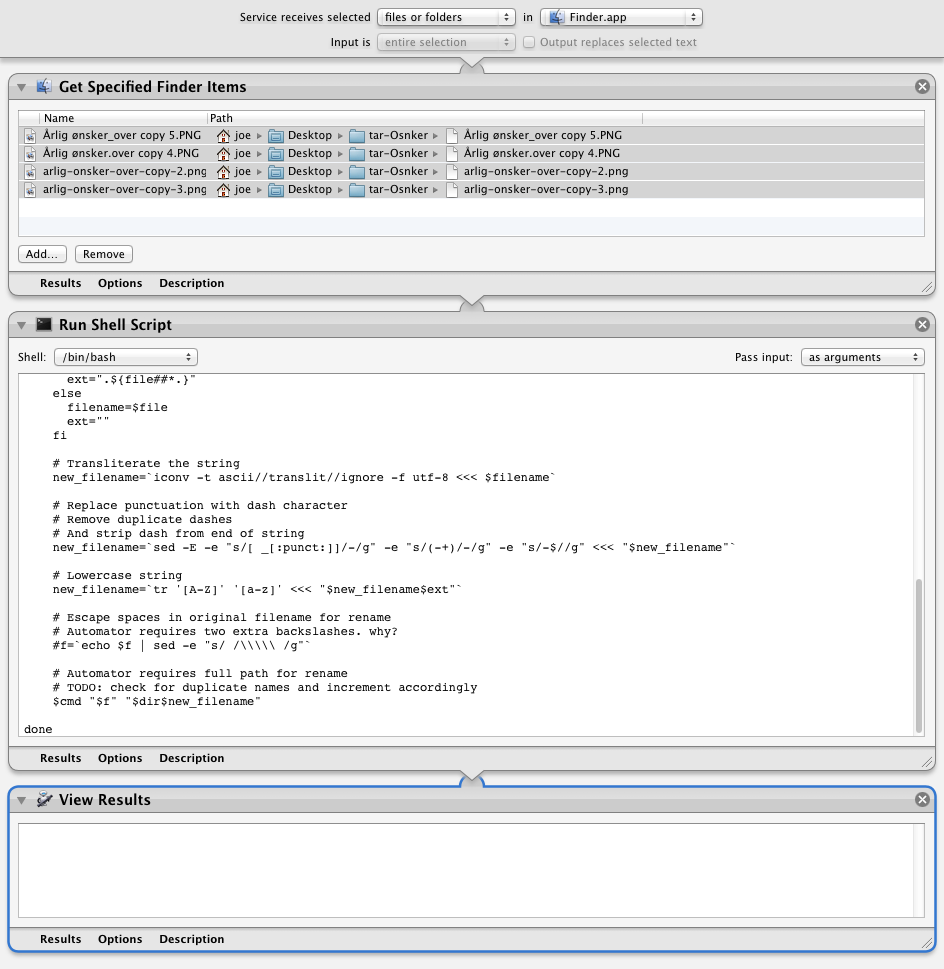 Service receives selected files or folders in Finder.app
Input is entire selection Output replaces selected text
Get Specified Finder Items
Name Path
Årlig ønsker_over copy 5.PNG joe Desktop tar-Osnker Årlig ønsker_over copy 5.PNG
Årlig ønsker.over copy 4.PNG joe Desktop tar-Osnker Årlig ønsker.over copy 4.PNG
arlig-onsker-over-copy-2.png joe Desktop tar-Osnker arlig-onsker-over-copy-2.png
arlig-onsker-over-copy-3.png joe Desktop tar-Osnker arlig-onsker-over-copy-3.png
Add... Remove
Results Options Description
Run Shell Script
Shell: /bin/bash Pass input: as arguments
ext=".${file##*.}"
else
filename=$file
ext=""
fi
# Transliterate the string
new_filename=`iconv -t ascii//translit//ignore -f utf-8 <<< $filename`
# Replace punctuation with dash character
# Remove duplicate dashes
# And strip dash from end of string
new_filename=`sed -E -e "s/[ _[:punct:]]/-/g" -e "s/(-+)/-/g" -e "s/-$//g" <<< "$new_filename"`
# Lowercase string
new_filename=`tr '[A-Z]' '[a-z]' <<< "$new_filename$ext"`
# Escape spaces in original filename for rename
# Automator requires two extra backslashes. why?
#f=`echo $f | sed -e "s/ /\\\\\ /g"`
# Automator requires full path for rename
# TODO: check for duplicate names and increment accordingly
$cmd "$f" "$dir$new_filename"
done
Results Options Description
View Results
Results Options Description